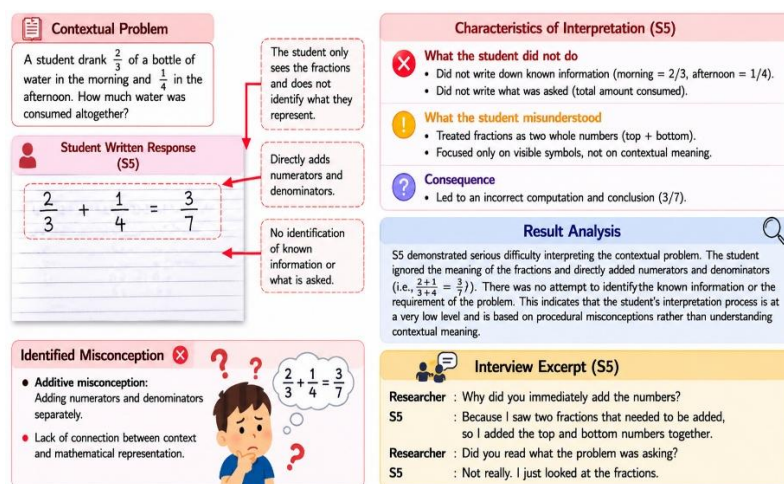 Contextual Problem
A student drank 2/3 of a bottle of
water in the morning and 1/4 in the
afternoon. How much water was
consumed altogether?
Student Written Response
(S5)
2/3 + 1/4 = 3/7
The student only
sees the fractions
and does not
identify what they
represent.
Directly adds
numerators and
denominators.
No identification
of known
information or
what is asked.
Identified Misconception
• Additive misconception:
Adding numerators and denominators
separately.
• Lack of connection between context
and mathematical representation.
2/3 + 1/4 = 3/7
Characteristics of Interpretation (S5)
What the student did not do
• Did not write down known information (morning = 2/3, afternoon = 1/4).
• Did not write what was asked (total amount consumed).
What the student misunderstood
• Treated fractions as two whole numbers (top + bottom).
• Focused only on visible symbols, not on contextual meaning.
Consequence
• Led to an incorrect computation and conclusion (3/7).
Result Analysis
S5 demonstrated serious difficulty interpreting the contextual problem. The student
ignored the meaning of the fractions and directly added numerators and denominators
(i.e., 2+1/3+4 = 3/7)). There was no attempt to identify the known information or the
requirement of the problem. This indicates that the student's interpretation process is at
a very low level and is based on procedural misconceptions rather than understanding
contextual meaning.
Interview Excerpt (S5)
Researcher : Why did you immediately add the numbers?
S5 : Because I saw two fractions that needed to be added,
so I added the top and bottom numbers together.
Researcher : Did you read what the problem was asking?
S5 : Not really. I just looked at the fractions.